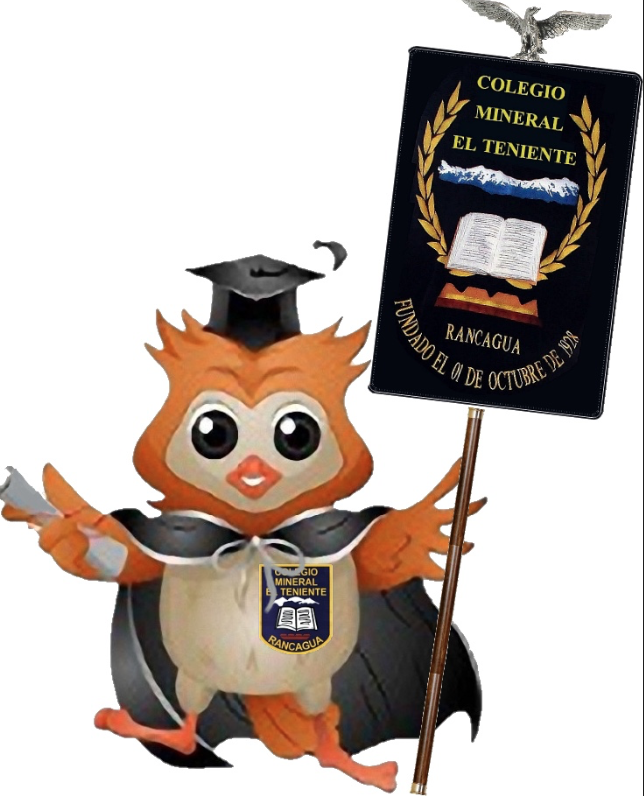 COLEGIO
MINERAL
EL TENIENTE
RANCAGUA
FUNDADO EL 01 DE OCTUBRE DE 1928
COLEGIO
MINERAL
EL TENIENTE
RANCAGUA